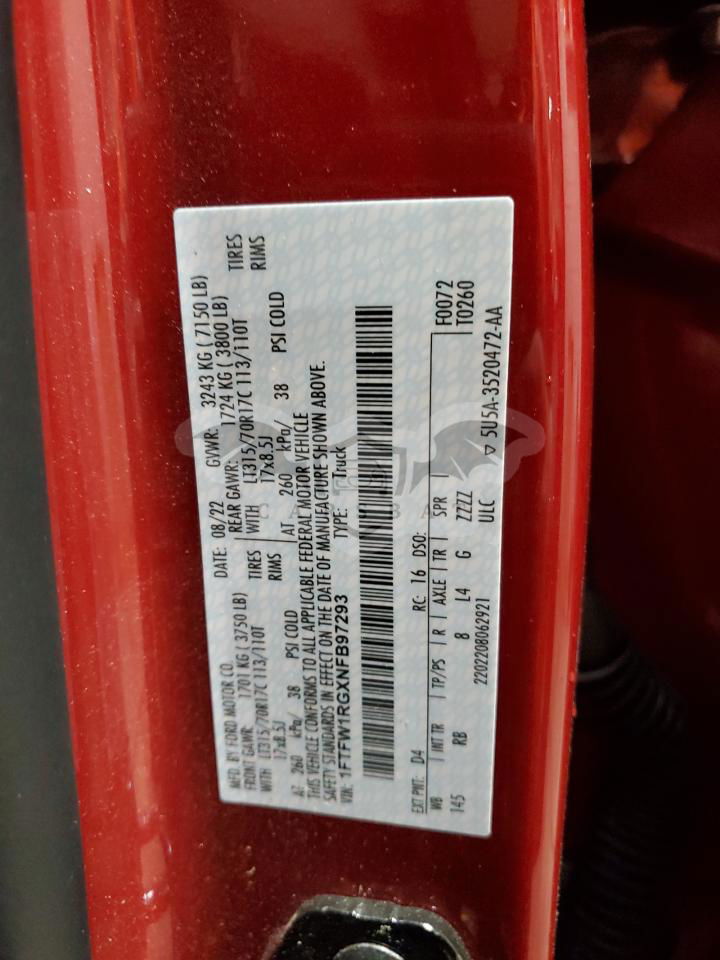 MFD. BY FORD MOTOR CO.
DATE: 08/22 GVWR: 3243 KG ( 7150 LB)
FRONT GAWR: 1701 KG ( 3750 LB) REAR GAWR: 1724 KG ( 3800 LB)
WITH LT315/70R17C 113/110T TIRES WITH LT315/70R17C 113/110T TIRES
17x8.5J RIMS 17x8.5J RIMS
AT 260 kPa/ 38 PSI COLD AT 260 kPa/ 38 PSI COLD
THIS VEHICLE CONFORMS TO ALL APPLICABLE FEDERAL MOTOR VEHICLE
SAFETY STANDARDS IN EFFECT ON THE DATE OF MANUFACTURE SHOWN ABOVE.
VIN: 1FTFW1RGXNFB97293 TYPE: Truck
EXT PNT: D4 RC: 16 DSO: F0072
WB INT TR TP/PS R AXLE TR SPR T0260
145 RB 8 L4 G ZZZZ
2202208062921 ULC ▽ 5U5A-3520472-AA